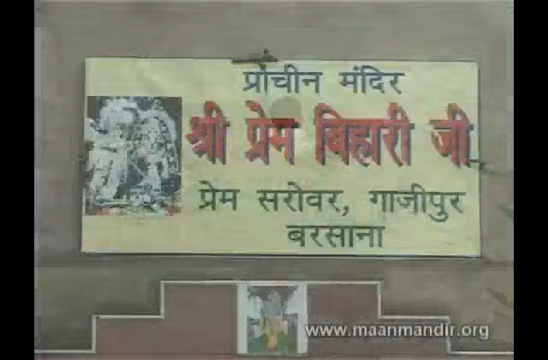 प्राचीन मंदिर
श्री प्रेम बिहारी जी
प्रेम सरोवर, गाजीपुर
बरसाना
www.maanmandir.org